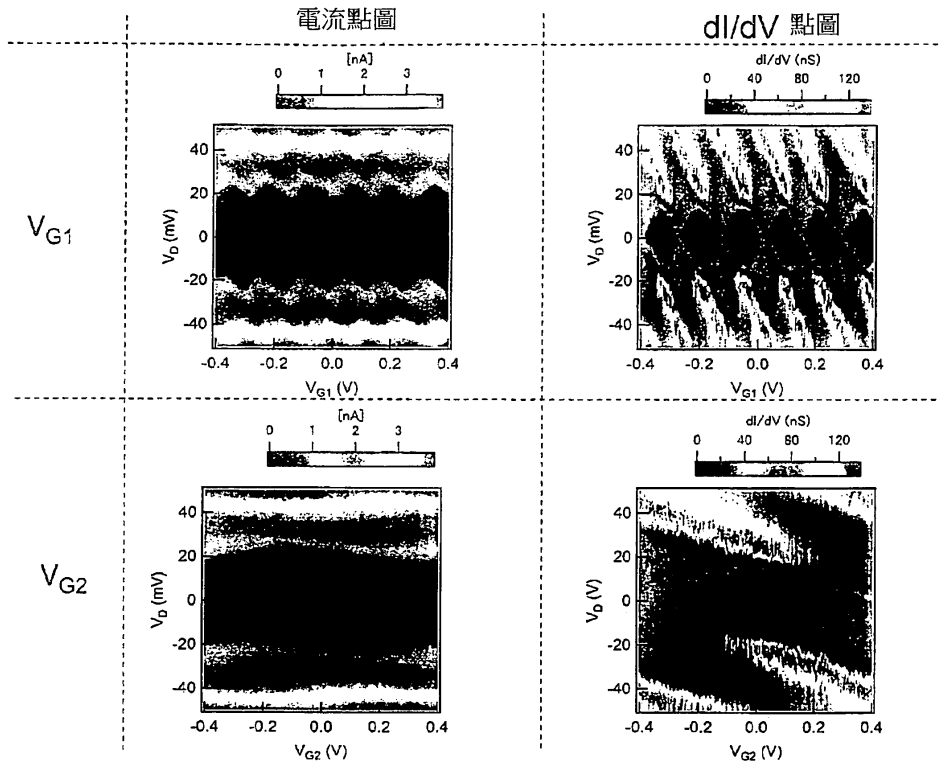 電流點圖
dI/dV 點圖
V_G1
[nA]
0 1 2 3
40
20
0
-20
-40
V_D (mV)
-0.4 -0.2 0.0 0.2 0.4
V_G1 (V)
dI/dV (nS)
0 40 80 120
40
20
0
-20
-40
V_D (mV)
-0.4 -0.2 0.0 0.2 0.4
V_G1 (V)
V_G2
[nA]
0 1 2 3
40
20
0
-20
-40
V_D (mV)
-0.4 -0.2 0.0 0.2 0.4
V_G2 (V)
dI/dV (nS)
0 40 80 120
40
20
0
-20
-40
V_D (V)
-0.4 -0.2 0.0 0.2 0.4
V_G2 (V)